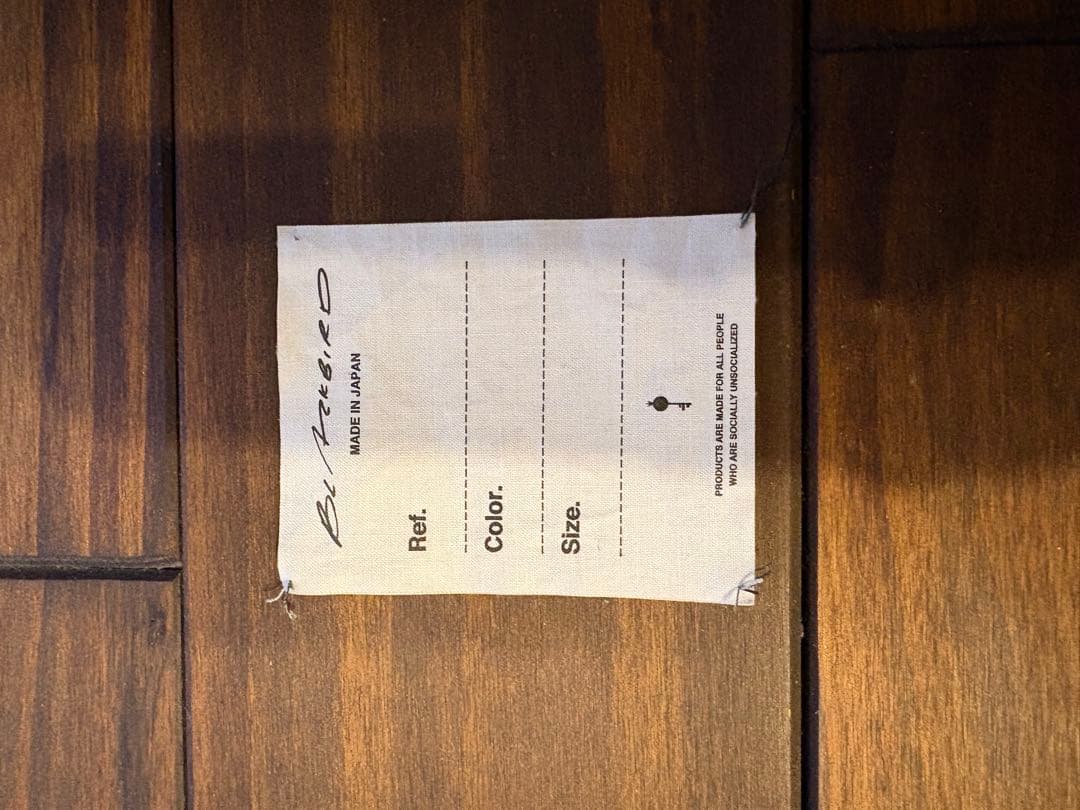 BLACKBIRD
MADE IN JAPAN
Ref.
Color.
Size.
PRODUCTS ARE MADE FOR ALL PEOPLE
WHO ARE SOCIALLY UNSOCIALIZED